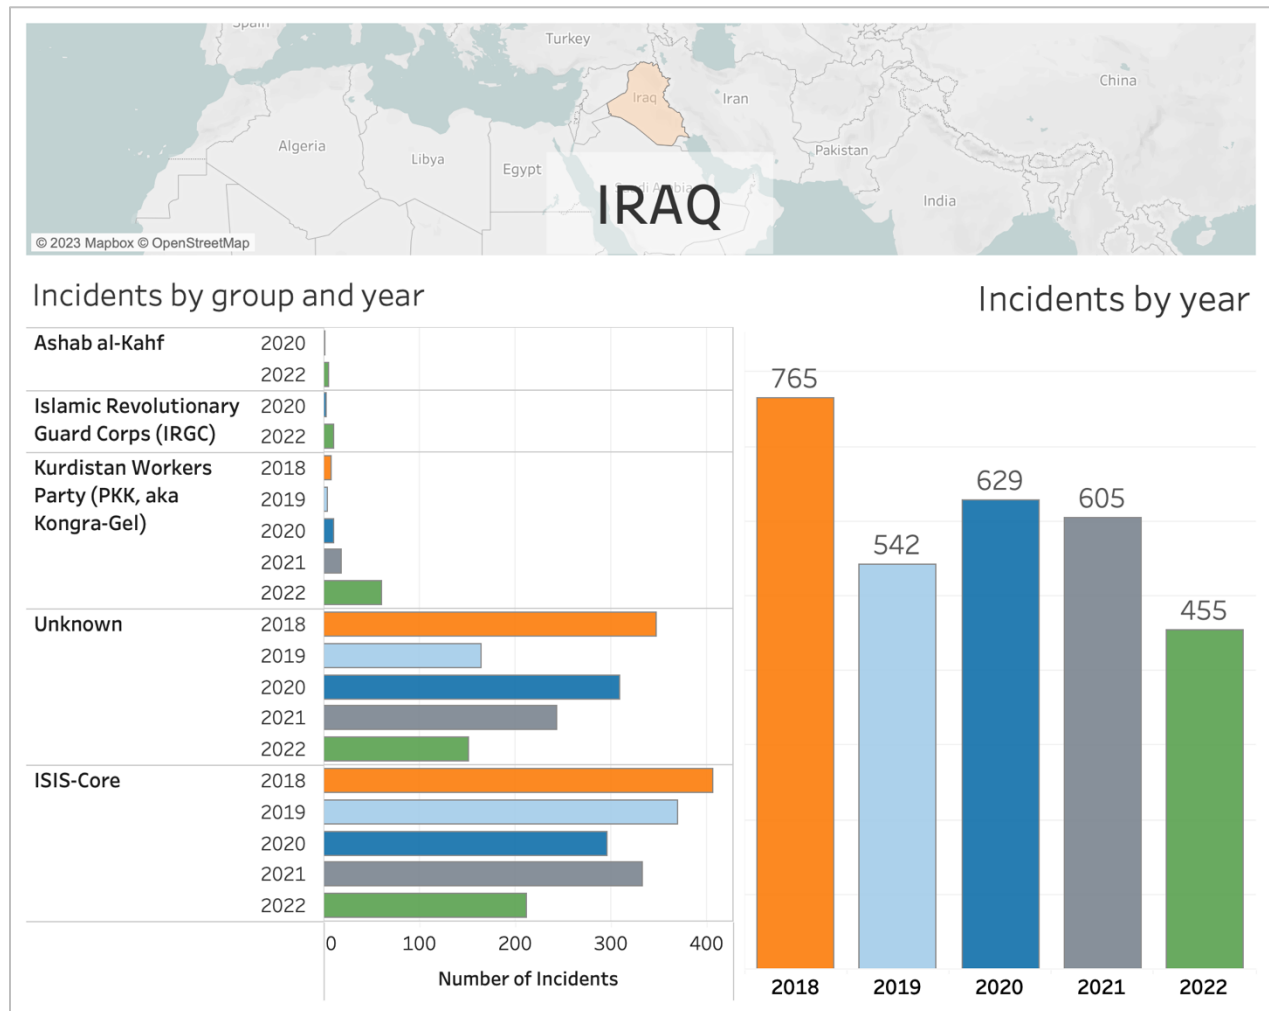 Spain
Turkey
China
Iraq
Iran
Algeria
Libya
Pakistan
Egypt
Saudi Arabia
India
IRAQ
© 2023 Mapbox © OpenStreetMap
Incidents by group and year
Incidents by year
Ashab al-Kahf 2020
2022
Islamic Revolutionary 2020
Guard Corps (IRGC) 2022
Kurdistan Workers 2018
Party (PKK, aka 2019
Kongra-Gel) 2020
2021
2022
Unknown 2018
2019
2020
2021
2022
ISIS-Core 2018
2019
2020
2021
2022
0 100 200 300 400
Number of Incidents
765
542
629
605
455
2018 2019 2020 2021 2022